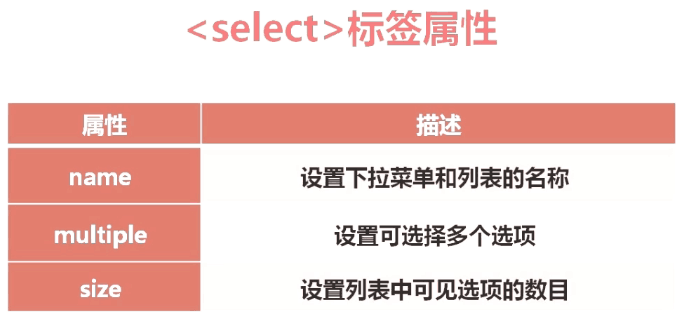 <select>标签属性
属性 描述
name 设置下拉菜单和列表的名称
multiple 设置可选择多个选项
size 设置列表中可见选项的数目